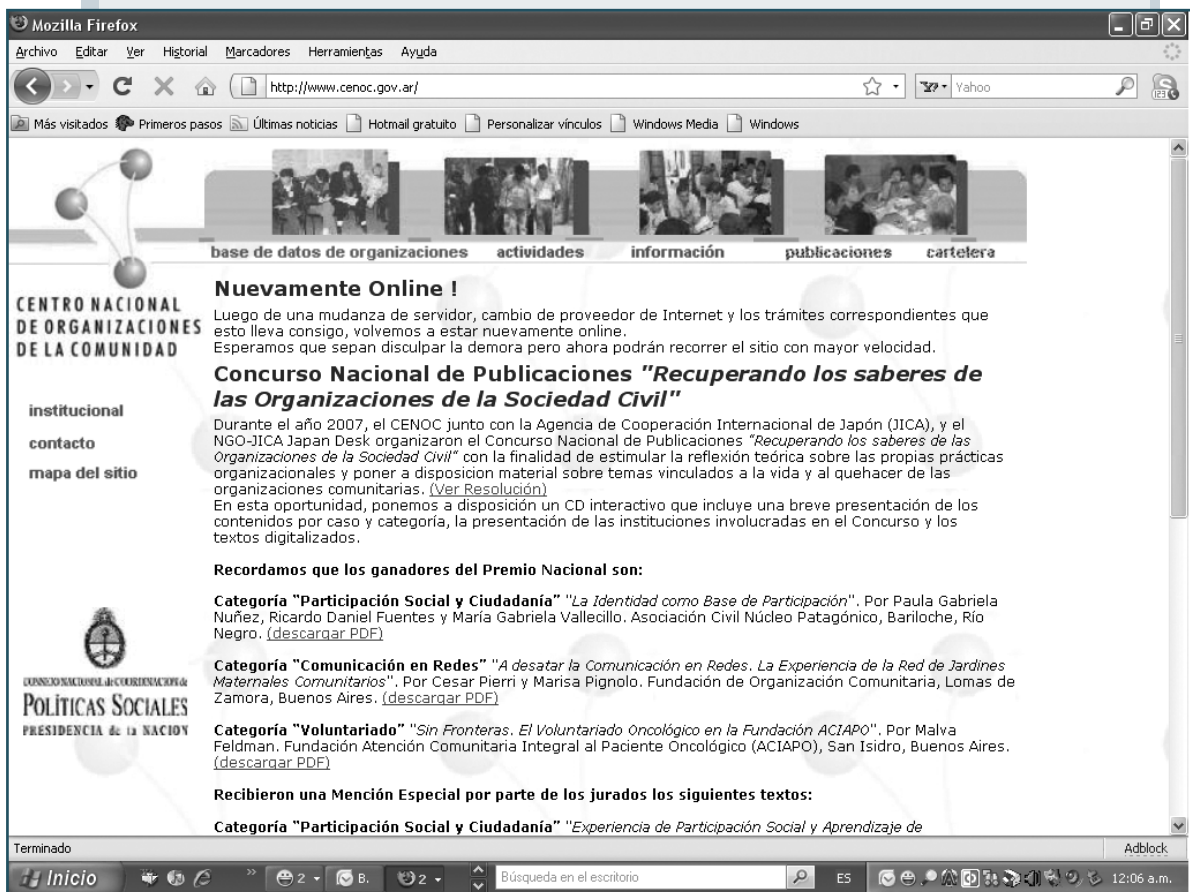 Mozilla Firefox
Archivo Editar Ver Historial Marcadores Herramientas Ayuda
http://www.cenoc.gov.ar/
Yahoo
123
Más visitados Primeros pasos Últimas noticias Hotmail gratuito Personalizar vínculos Windows Media Windows
base de datos de organizaciones actividades información publicaciones cartelera
CENTRO NACIONAL
DE ORGANIZACIONES
DE LA COMUNIDAD
institucional
contacto
mapa del sitio
CONSEJO NACIONAL de COORDINACION de
POLÍTICAS SOCIALES
PRESIDENCIA de la NACION
Nuevamente Online !
Luego de una mudanza de servidor, cambio de proveedor de Internet y los trámites correspondientes que
esto lleva consigo, volvemos a estar nuevamente online.
Esperamos que sepan disculpar la demora pero ahora podrán recorrer el sitio con mayor velocidad.
Concurso Nacional de Publicaciones "Recuperando los saberes de
las Organizaciones de la Sociedad Civil"
Durante el año 2007, el CENOC junto con la Agencia de Cooperación Internacional de Japón (JICA), y el
NGO-JICA Japan Desk organizaron el Concurso Nacional de Publicaciones "Recuperando los saberes de las
Organizaciones de la Sociedad Civil" con la finalidad de estimular la reflexión teórica sobre las propias prácticas
organizacionales y poner a disposicion material sobre temas vinculados a la vida y al quehacer de las
organizaciones comunitarias. (Ver Resolución)
En esta oportunidad, ponemos a disposición un CD interactivo que incluye una breve presentación de los
contenidos por caso y categoría, la presentación de las instituciones involucradas en el Concurso y los
textos digitalizados.
Recordamos que los ganadores del Premio Nacional son:
Categoría "Participación Social y Ciudadanía" "La Identidad como Base de Participación". Por Paula Gabriela
Nuñez, Ricardo Daniel Fuentes y María Gabriela Vallecillo. Asociación Civil Núcleo Patagónico, Bariloche, Río
Negro. (descargar PDF)
Categoría "Comunicación en Redes" "A desatar la Comunicación en Redes. La Experiencia de la Red de Jardines
Maternales Comunitarios". Por Cesar Pierri y Marisa Pignolo. Fundación de Organización Comunitaria, Lomas de
Zamora, Buenos Aires. (descargar PDF)
Categoría "Voluntariado" "Sin Fronteras. El Voluntariado Oncológico en la Fundación ACIAPO". Por Malva
Feldman. Fundación Atención Comunitaria Integral al Paciente Oncológico (ACIAPO), San Isidro, Buenos Aires.
(descargar PDF)
Recibieron una Mención Especial por parte de los jurados los siguientes textos:
Categoría "Participación Social y Ciudadanía" "Experiencia de Participación Social y Aprendizaje de
Terminado Adblock
Inicio 2 B. 2 Búsqueda en el escritorio ES 12:06 a.m.